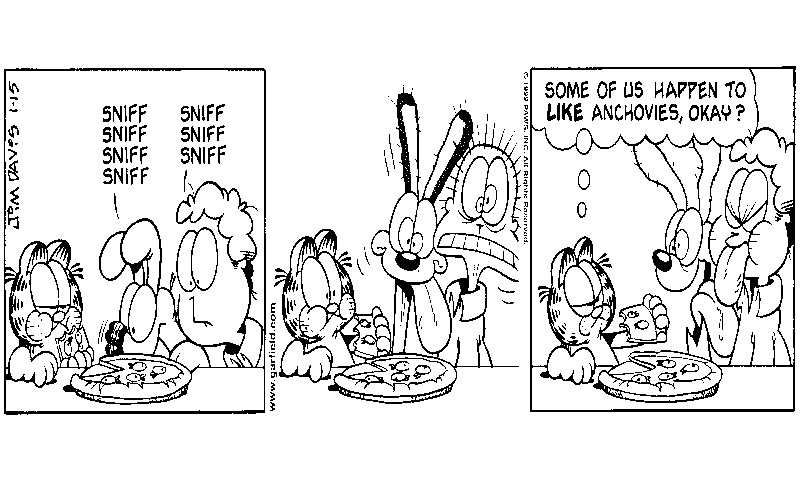 JIM DAVIS 1-15
SNIFF
SNIFF
SNIFF
SNIFF
SNIFF
SNIFF
SNIFF
www.garfield.com
© 1999 PAWS, INC. All Rights Reserved.
SOME OF US HAPPEN TO
LIKE ANCHOVIES, OKAY?